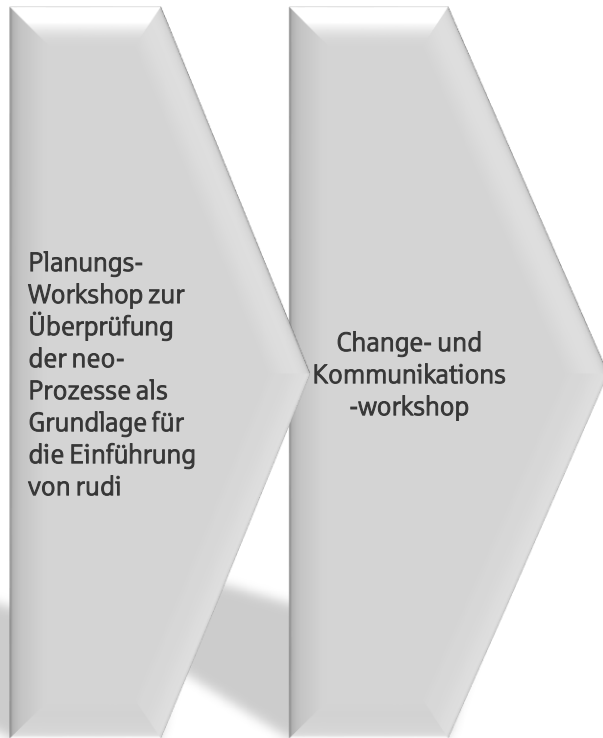 Planungs-
Workshop zur
Überprüfung
der neo-
Prozesse als
Grundlage für
die Einführung
von rudi
Change- und
Kommunikations
-workshop